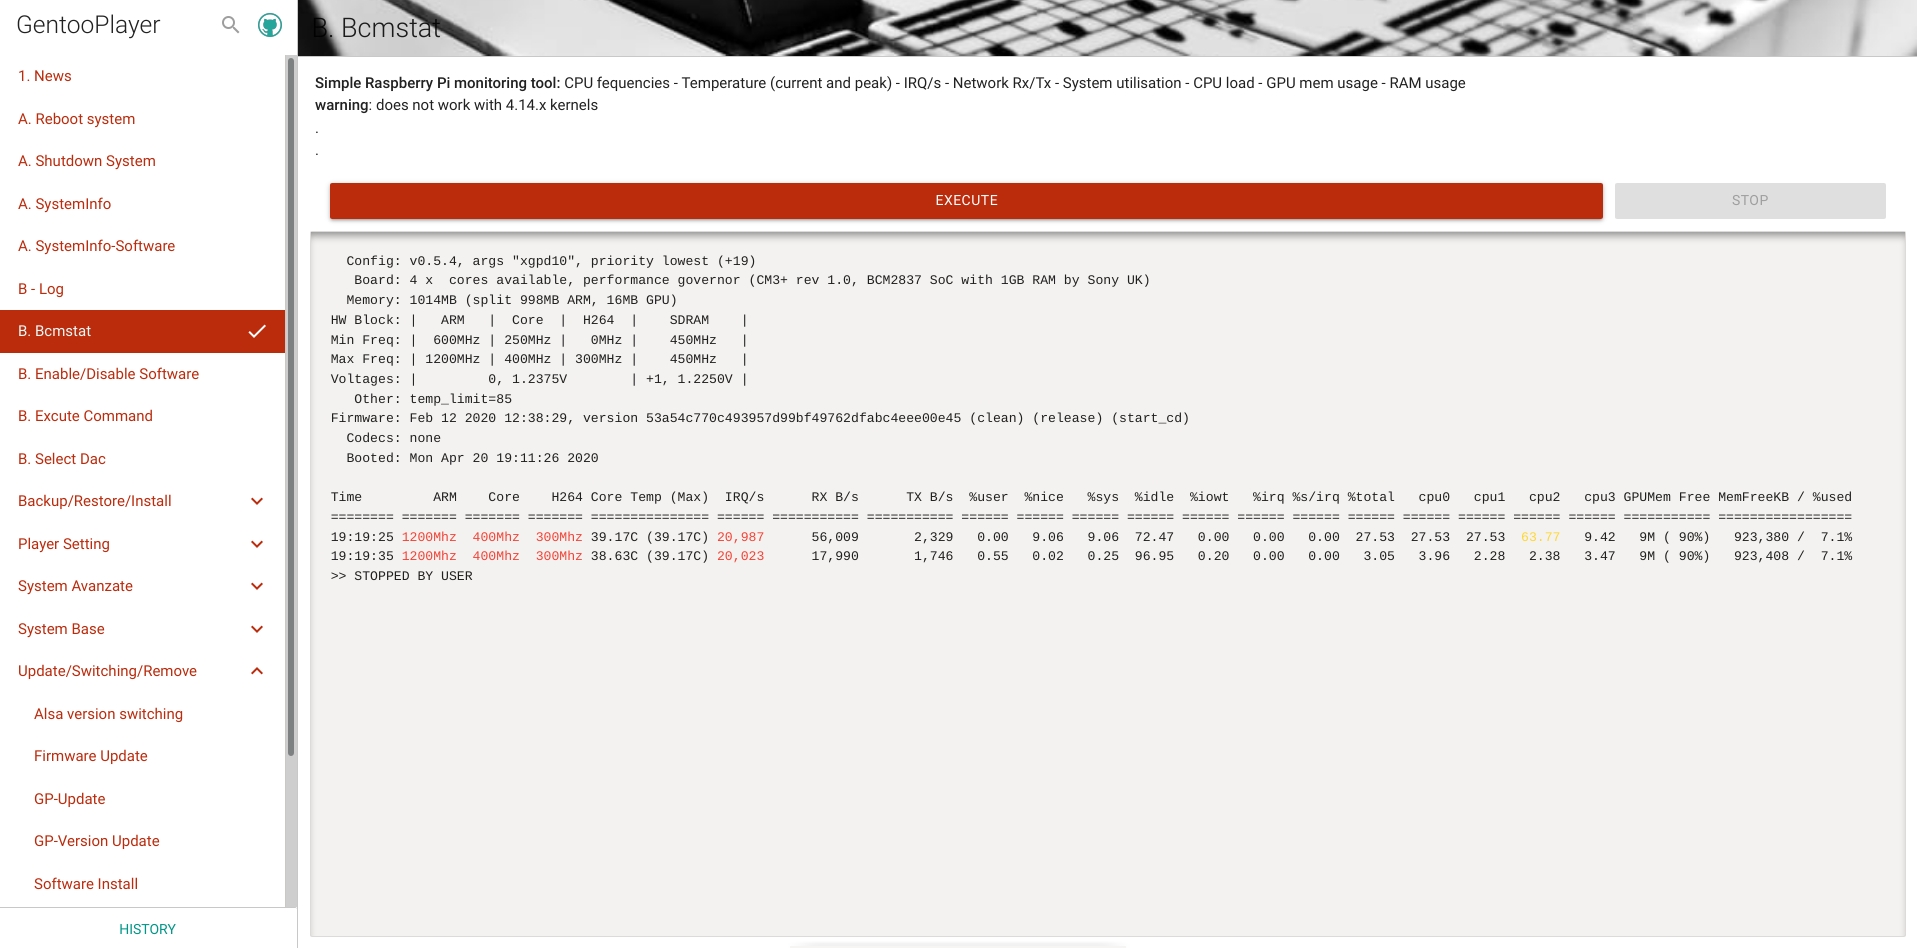 GentooPlayer
B. Bcmstat
1. News
A. Reboot system
A. Shutdown System
A. SystemInfo
A. SystemInfo-Software
B - Log
B. Bcmstat
B. Enable/Disable Software
B. Excute Command
B. Select Dac
Backup/Restore/Install
Player Setting
System Avanzate
System Base
Update/Switching/Remove
Alsa version switching
Firmware Update
GP-Update
GP-Version Update
Software Install
HISTORY
Simple Raspberry Pi monitoring tool: CPU fequencies - Temperature (current and peak) - IRQ/s - Network Rx/Tx - System utilisation - CPU load - GPU mem usage - RAM usage
warning: does not work with 4.14.x kernels
.
.
EXECUTE STOP
Config: v0.5.4, args "xgpd10", priority lowest (+19)
Board: 4 x  cores available, performance governor (CM3+ rev 1.0, BCM2837 SoC with 1GB RAM by Sony UK)
Memory: 1014MB (split 998MB ARM, 16MB GPU)
HW Block: |   ARM   |  Core  |  H264  |    SDRAM    |
Min Freq: |  600MHz | 250MHz |   0MHz |    450MHz   |
Max Freq: | 1200MHz | 400MHz | 300MHz |    450MHz   |
Voltages: |         0, 1.2375V        | +1, 1.2250V |
Other: temp_limit=85
Firmware: Feb 12 2020 12:38:29, version 53a54c770c493957d99bf49762dfabc4eee00e45 (clean) (release) (start_cd)
Codecs: none
Booted: Mon Apr 20 19:11:26 2020
Time         ARM    Core    H264 Core Temp (Max)  IRQ/s      RX B/s      TX B/s  %user  %nice   %sys  %idle  %iowt   %irq %s/irq %total   cpu0   cpu1   cpu2   cpu3 GPUMem Free MemFreeKB / %used
======== ======= ======= ======= =============== ====== =========== =========== ====== ====== ====== ====== ====== ====== ====== ====== ====== ====== ====== ====== =========== =================
19:19:25 1200Mhz  400Mhz  300Mhz 39.17C (39.17C) 20,987      56,009       2,329   0.00   9.06   9.06  72.47   0.00   0.00   0.00  27.53  27.53  27.53  63.77   9.42   9M ( 90%)   923,380 /  7.1%
19:19:35 1200Mhz  400Mhz  300Mhz 38.63C (39.17C) 20,023      17,990       1,746   0.55   0.02   0.25  96.95   0.20   0.00   0.00   3.05   3.96   2.28   2.38   3.47   9M ( 90%)   923,408 /  7.1%
>> STOPPED BY USER